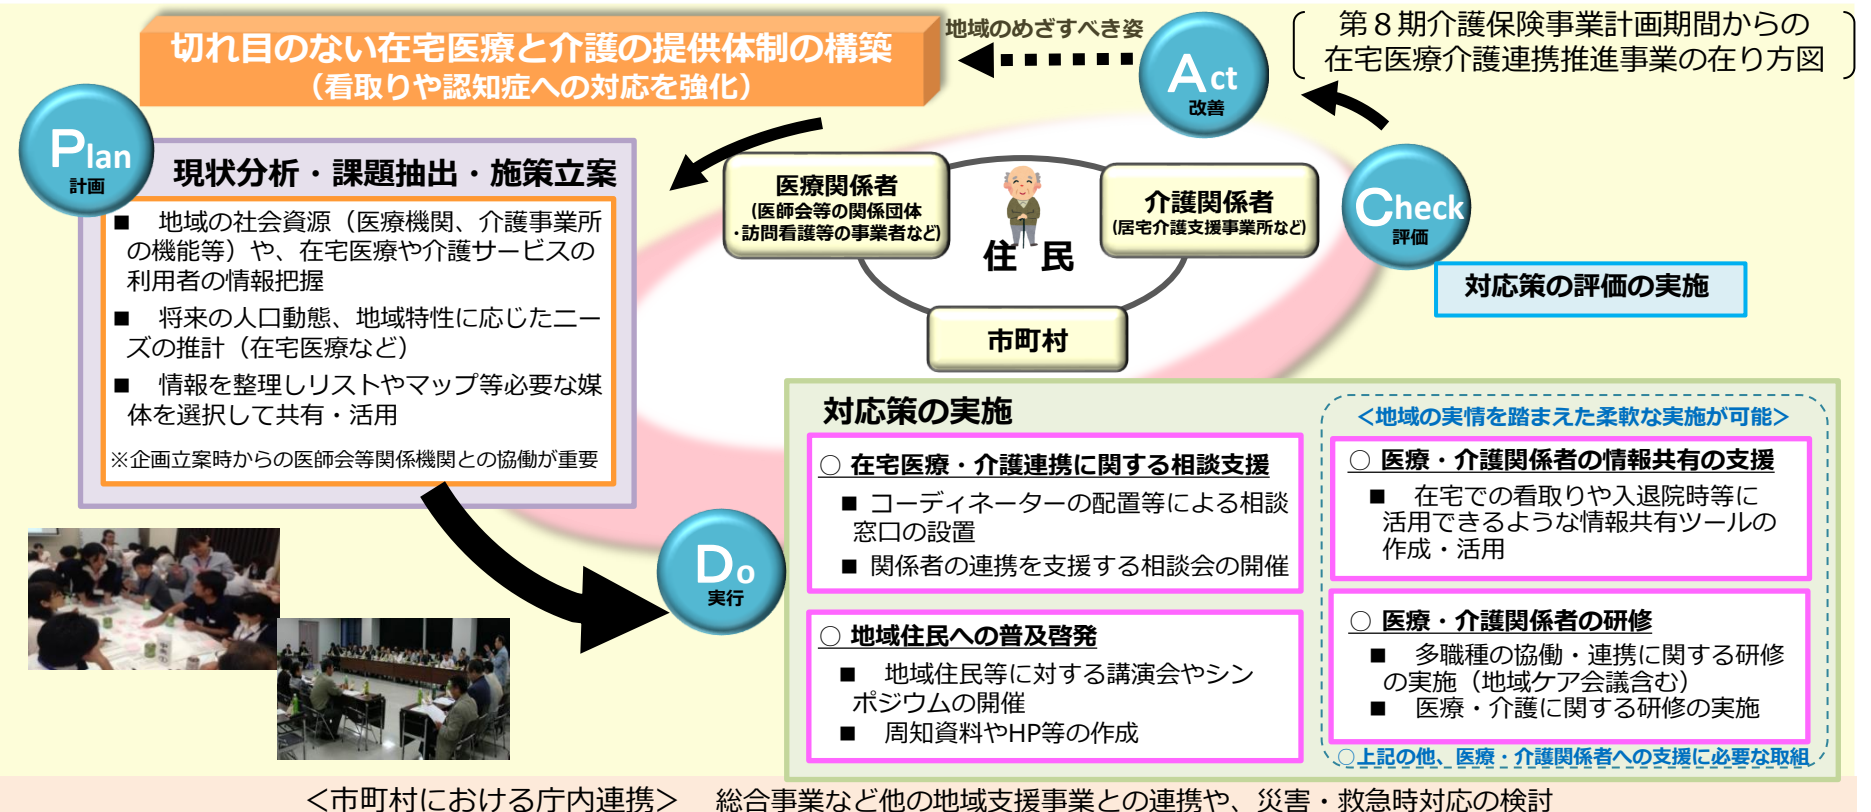 切れ目のない在宅医療と介護の提供体制の構築
（看取りや認知症への対応を強化）
地域のめざすべき姿
Act
改善
第８期介護保険事業計画期間からの
在宅医療介護連携推進事業の在り方図
Plan
計画
現状分析・課題抽出・施策立案
■ 地域の社会資源（医療機関、介護事業所
の機能等）や、在宅医療や介護サービスの
利用者の情報把握
■ 将来の人口動態、地域特性に応じたニー
ズの推計（在宅医療など）
■ 情報を整理しリストやマップ等必要な媒
体を選択して共有・活用
※企画立案時からの医師会等関係機関との協働が重要
医療関係者
(医師会等の関係団体
・訪問看護等の事業者など)
住 民
介護関係者
(居宅介護支援事業所など)
市町村
Check
評価
対応策の評価の実施
Do
実行
対応策の実施
○ 在宅医療・介護連携に関する相談支援
■ コーディネーターの配置等による相談
窓口の設置
■ 関係者の連携を支援する相談会の開催
○ 地域住民への普及啓発
■ 地域住民等に対する講演会やシン
ポジウムの開催
■ 周知資料やHP等の作成
＜地域の実情を踏まえた柔軟な実施が可能＞
○ 医療・介護関係者の情報共有の支援
■ 在宅での看取りや入退院時等に
活用できるような情報共有ツールの
作成・活用
○ 医療・介護関係者の研修
■ 多職種の協働・連携に関する研修
の実施（地域ケア会議含む）
■ 医療・介護に関する研修の実施
○上記の他、医療・介護関係者への支援に必要な取組
＜市町村における庁内連携＞ 総合事業など他の地域支援事業との連携や、災害・救急時対応の検討